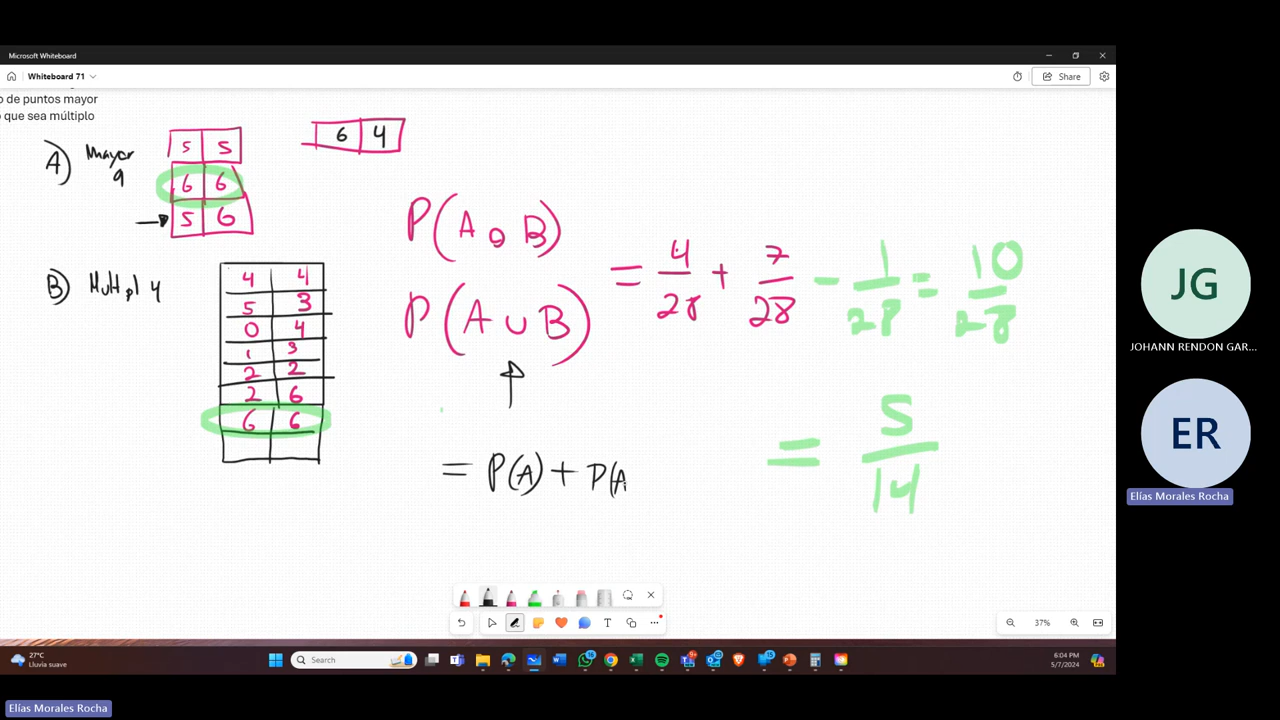 Microsoft Whiteboard
Whiteboard 71
Share
o de puntos mayor
o que sea múltiplo
A) Mayor 9
5 5
6 6
5 6
6 4
B) Multipl 4
4 4
5 3
0 4
1 3
2 2
2 6
6 6
P(A o B)
P(A ∪ B) = 4/28 + 7/28 - 1/28 = 10/28
= 5/14
= P(A) + P(A
JG
JOHANN RENDON GAR...
ER
Elías Morales Rocha
37%
27°C
Lluvia suave
Search
6:04 PM
5/7/2024
Elías Morales Rocha